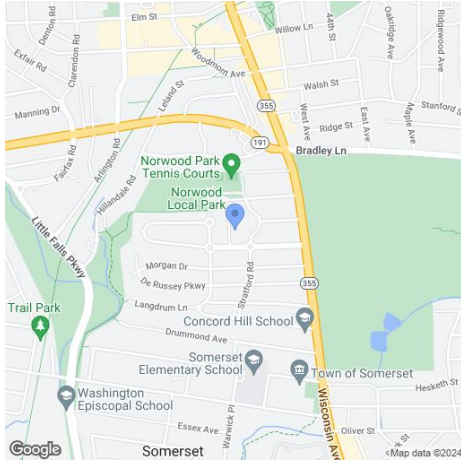 Elm St
Willow Ln
Denton Rd
Clarendon Rd
Exfair Rd
Woodmont Ave
Oakridge Ave
Ridgewood Ave
44th St
Walsh St
Leland St
355
Manning Dr
West Ave
East Ave
Maple Ave
Stanford S
Ridge St
191
Bradley Ln
Fairfax Rd
Arlington Rd
Hillandale Rd
Norwood Park
Tennis Courts
Norwood
Local Park
Little Falls Pkwy
Morgan Dr
De Russey Pkwy
Stratford Rd
355
Langdrum Ln
Trail Park
Concord Hill School
Drummond Ave
Somerset
Elementary School
Town of Somerset
Hesketh St
Washington
Episcopal School
Warwick Pl
Wisconsin Ave
Essex Ave
Oliver St
rk St
Google
Somerset
Map data ©2024